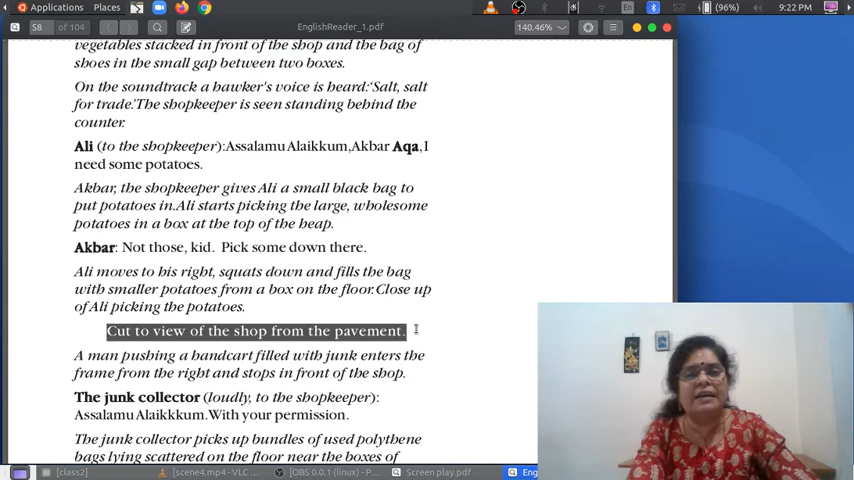 Applications Places En (96%) 9:22 PM
58 of 104 EnglishReader_1.pdf 140.46%
vegetables stacked in front of the shop and the bag of
shoes in the small gap between two boxes.
On the soundtrack a hawker's voice is heard:‘Salt, salt
for trade.’The shopkeeper is seen standing behind the
counter.
Ali (to the shopkeeper):Assalamu Alaikkum,Akbar Aqa,I
need some potatoes.
Akbar, the shopkeeper gives Ali a small black bag to
put potatoes in.Ali starts picking the large, wholesome
potatoes in a box at the top of the heap.
Akbar: Not those, kid. Pick some down there.
Ali moves to his right, squats down and fills the bag
with smaller potatoes from a box on the floor.Close up
of Ali picking the potatoes.
Cut to view of the shop from the pavement.
A man pushing a handcart filled with junk enters the
frame from the right and stops in front of the shop.
The junk collector (loudly, to the shopkeeper):
Assalamu Alaikkkum.With your permission.
The junk collector picks up bundles of used polythene
bags lying scattered on the floor near the boxes of
[class2] [scene4.mp4 - VLC ... [OBS 0.0.1 (linux) - P... Screen play.pdf Eng